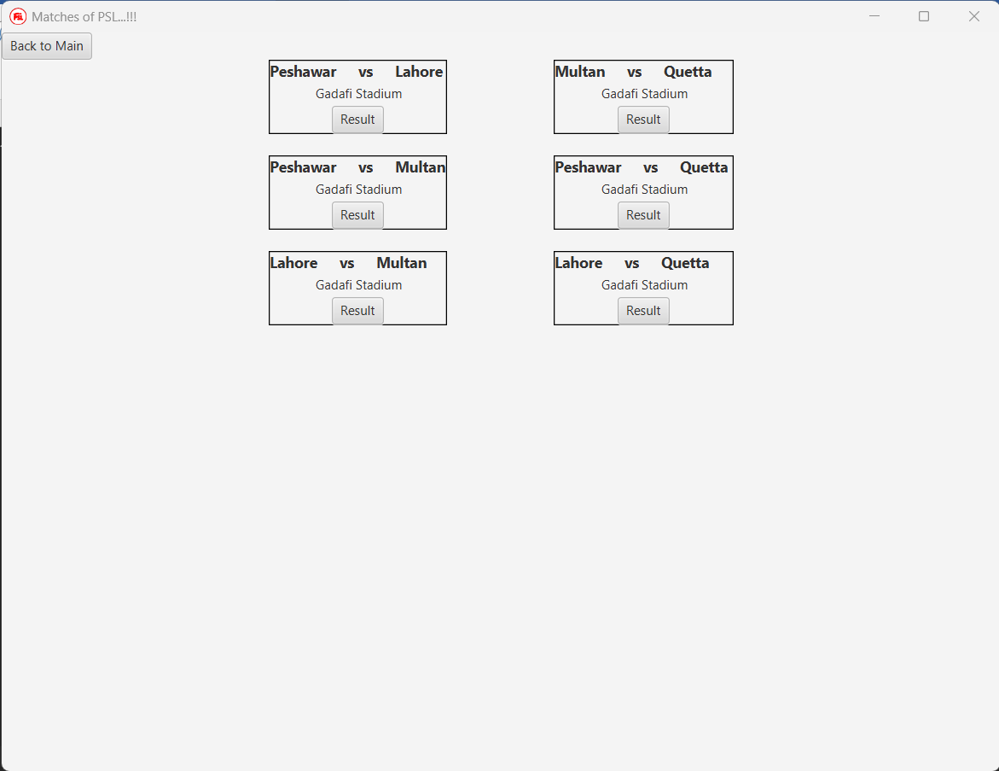 PSL Matches of PSL...!!!
Back to Main
Peshawar vs Lahore
Gadafi Stadium
Result
Multan vs Quetta
Gadafi Stadium
Result
Peshawar vs Multan
Gadafi Stadium
Result
Peshawar vs Quetta
Gadafi Stadium
Result
Lahore vs Multan
Gadafi Stadium
Result
Lahore vs Quetta
Gadafi Stadium
Result